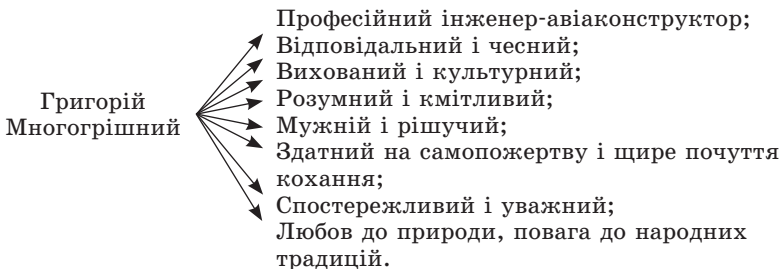 Професійний інженер-авіаконструктор;
Відповідальний і чесний;
Вихований і культурний;
Розумний і кмітливий;
Григорій
Многогрішний
Мужній і рішучий;
Здатний на самопожертву і щире почуття
кохання;
Спостережливий і уважний;
Любов до природи, повага до народних
традицій.